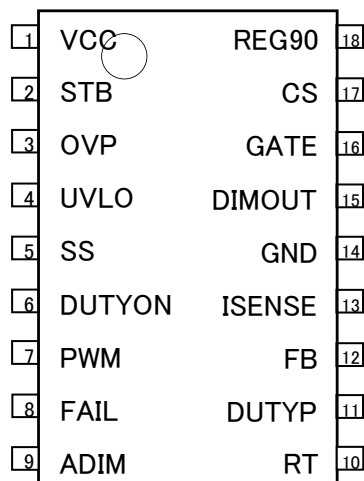 1 VCC REG90 18
2 STB CS 17
3 OVP GATE 16
4 UVLO DIMOUT 15
5 SS GND 14
6 DUTYON ISENSE 13
7 PWM FB 12
8 FAIL DUTYP 11
9 ADIM RT 10